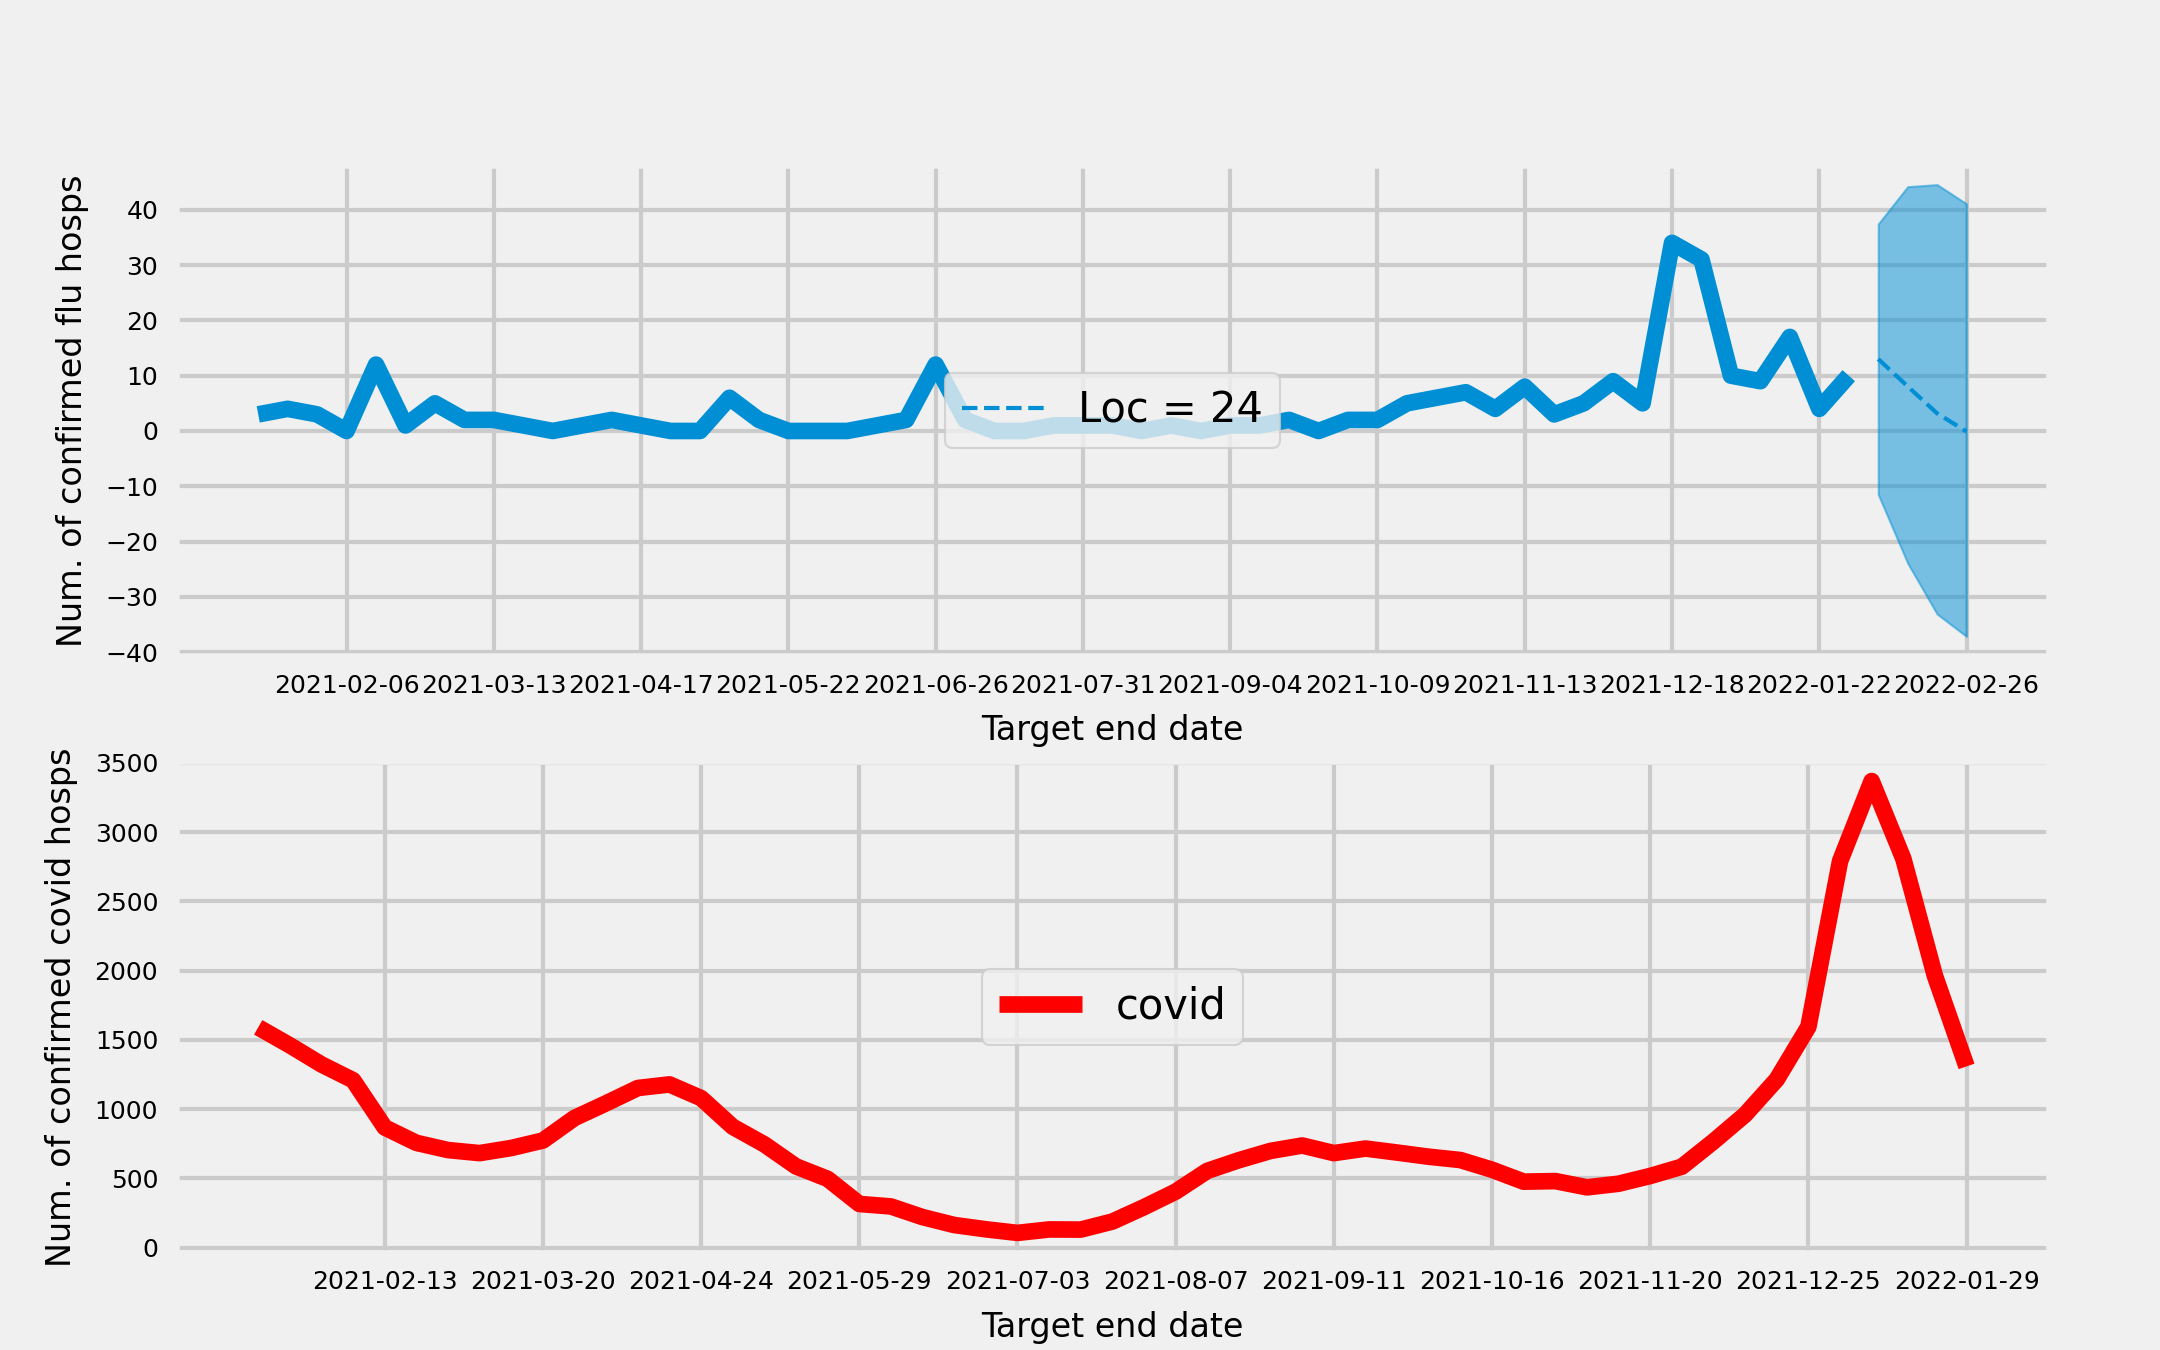 Num. of confirmed flu hosps
40
30
20
10
0
−10
−20
−30
−40
Loc = 24
2021-02-06 2021-03-13 2021-04-17 2021-05-22 2021-06-26 2021-07-31 2021-09-04 2021-10-09 2021-11-13 2021-12-18 2022-01-22 2022-02-26
Target end date
Num. of confirmed covid hosps
3500
3000
2500
2000
1500
1000
500
0
covid
2021-02-13 2021-03-20 2021-04-24 2021-05-29 2021-07-03 2021-08-07 2021-09-11 2021-10-16 2021-11-20 2021-12-25 2022-01-29
Target end date